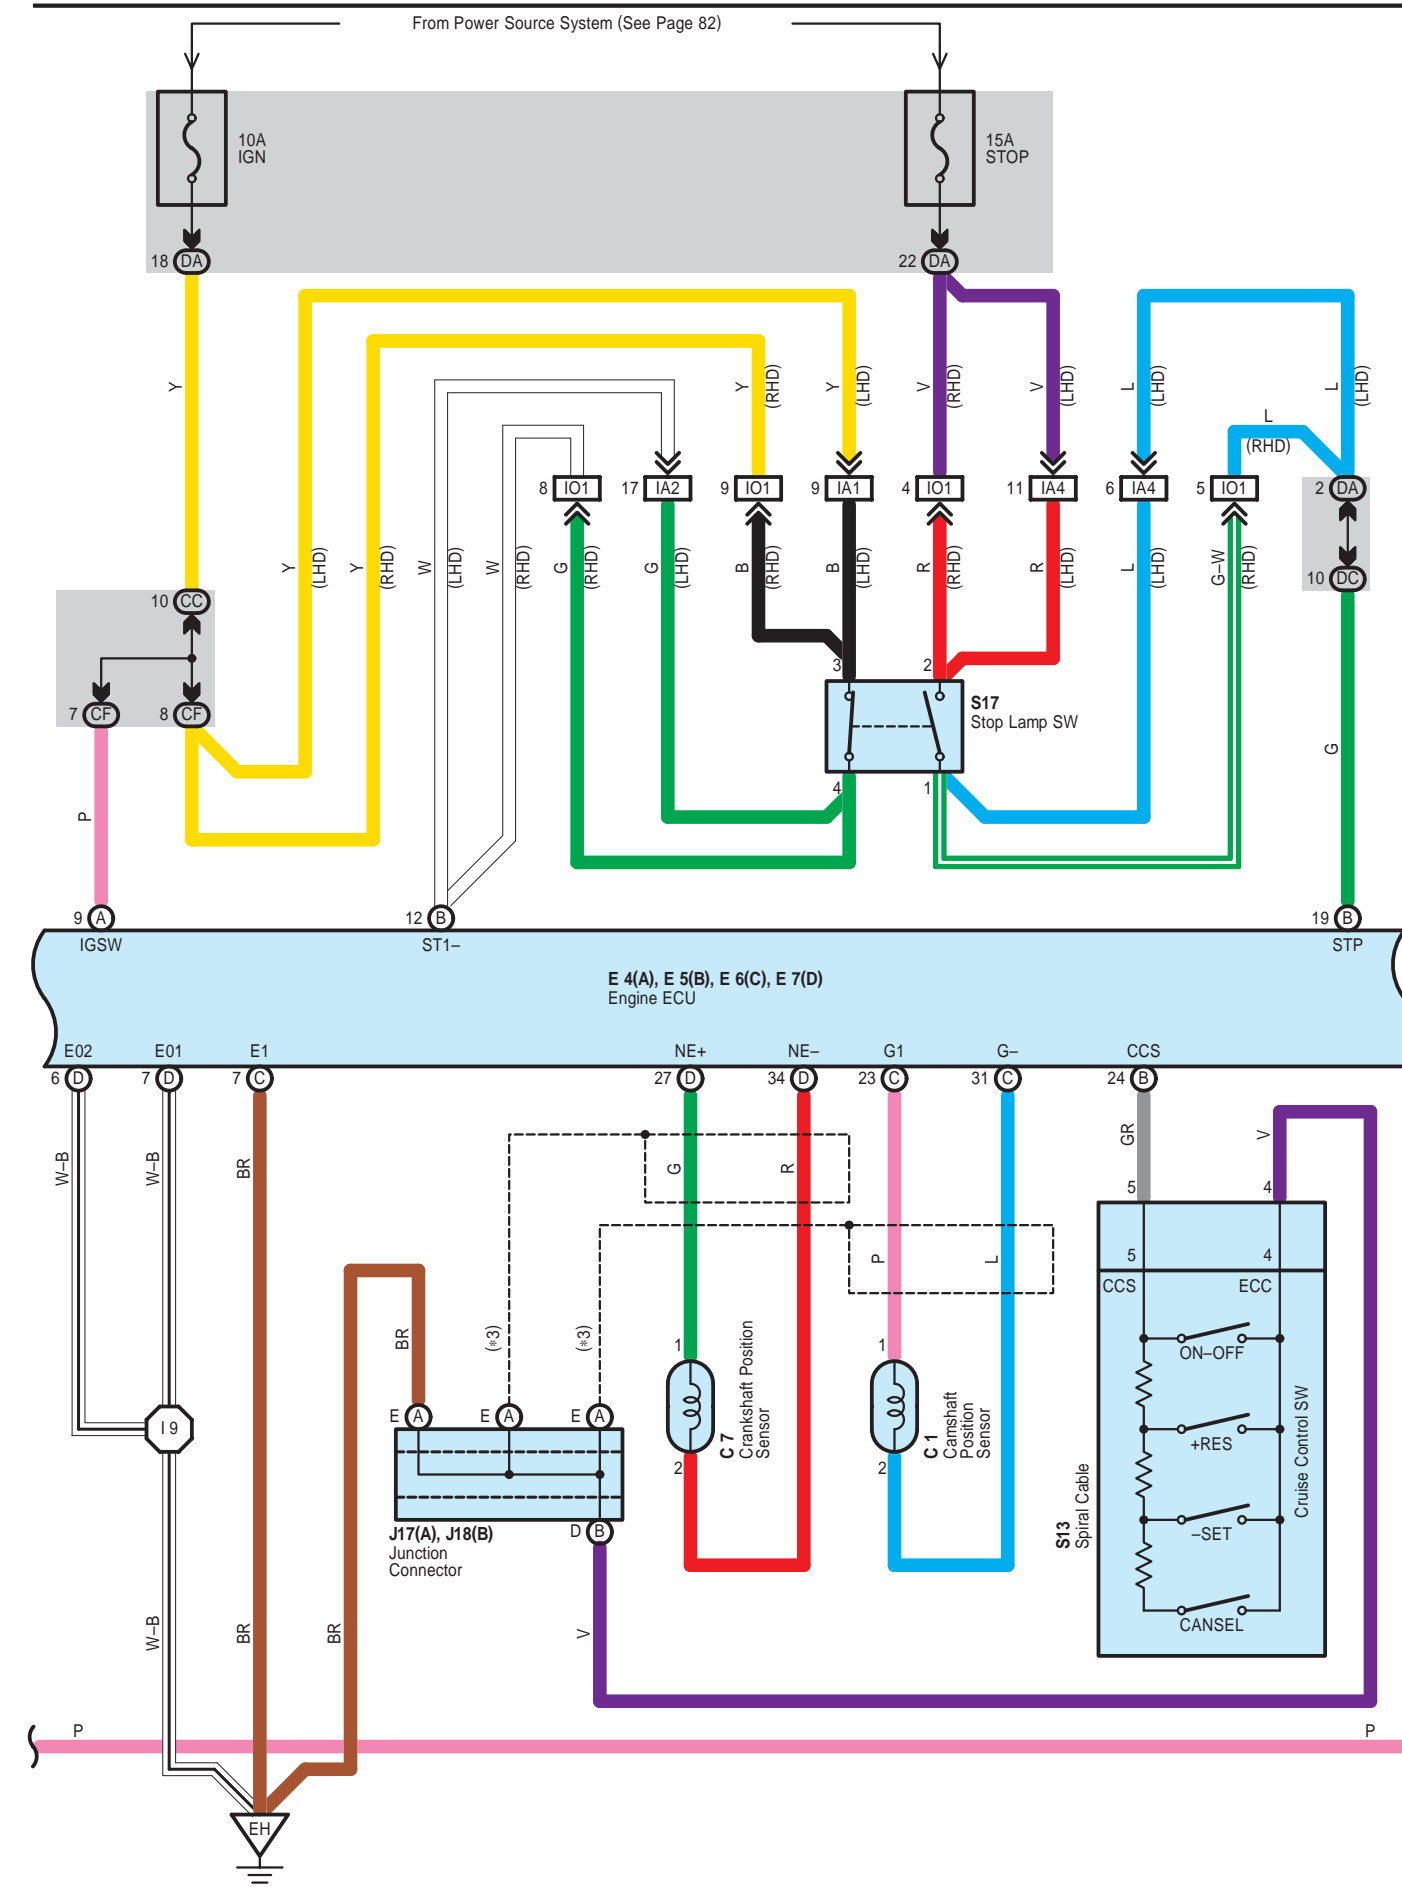 From Power Source System (See Page 82)
10A
IGN
15A
STOP
18 DA
22 DA
Y
Y
(RHD)
Y
(LHD)
V
(RHD)
V
(LHD)
L
(LHD)
L
(LHD)
L
(RHD)
8 IO1
17 IA2
9 IO1
9 IA1
4 IO1
11 IA4
6 IA4
5 IO1
2 DA
Y
(LHD)
Y
(RHD)
W
(LHD)
W
(RHD)
G
(RHD)
G
(LHD)
B
(RHD)
B
(LHD)
R
(RHD)
R
(LHD)
L
(LHD)
G–W
(RHD)
10 DC
10 CC
7 CF
8 CF
3
2
S17
Stop Lamp SW
4
1
G
P
9 A
12 B
19 B
IGSW
ST1–
STP
E 4(A), E 5(B), E 6(C), E 7(D)
Engine ECU
E02
E01
E1
NE+
NE–
G1
G–
CCS
6 D
7 D
7 C
27 D
34 D
23 C
31 C
24 B
W–B
W–B
BR
G
R
GR
V
5
4
P
L
5
4
CCS
ECC
BR
(*3)
(*3)
1
1
ON–OFF
E A
E A
E A
C 7
Crankshaft Position
Sensor
C 1
Camshaft
Position
Sensor
I 9
2
2
+RES
Cruise Control SW
S13
Spiral Cable
–SET
J17(A), J18(B)
Junction
Connector
D B
CANSEL
W–B
BR
BR
V
P
P
EH